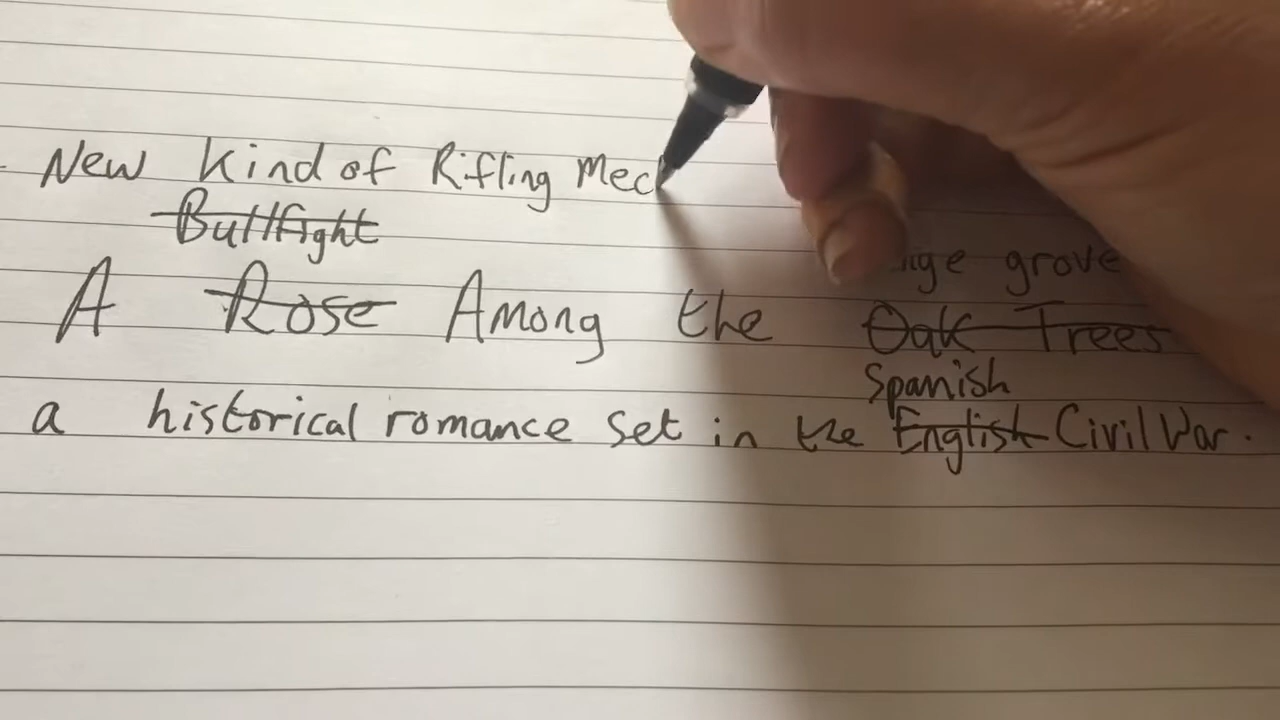 New Kind of Rifling Mec
Bullfight
grove
A Rose Among the Oak Trees
Spanish
a historical romance set in the English Civil War.